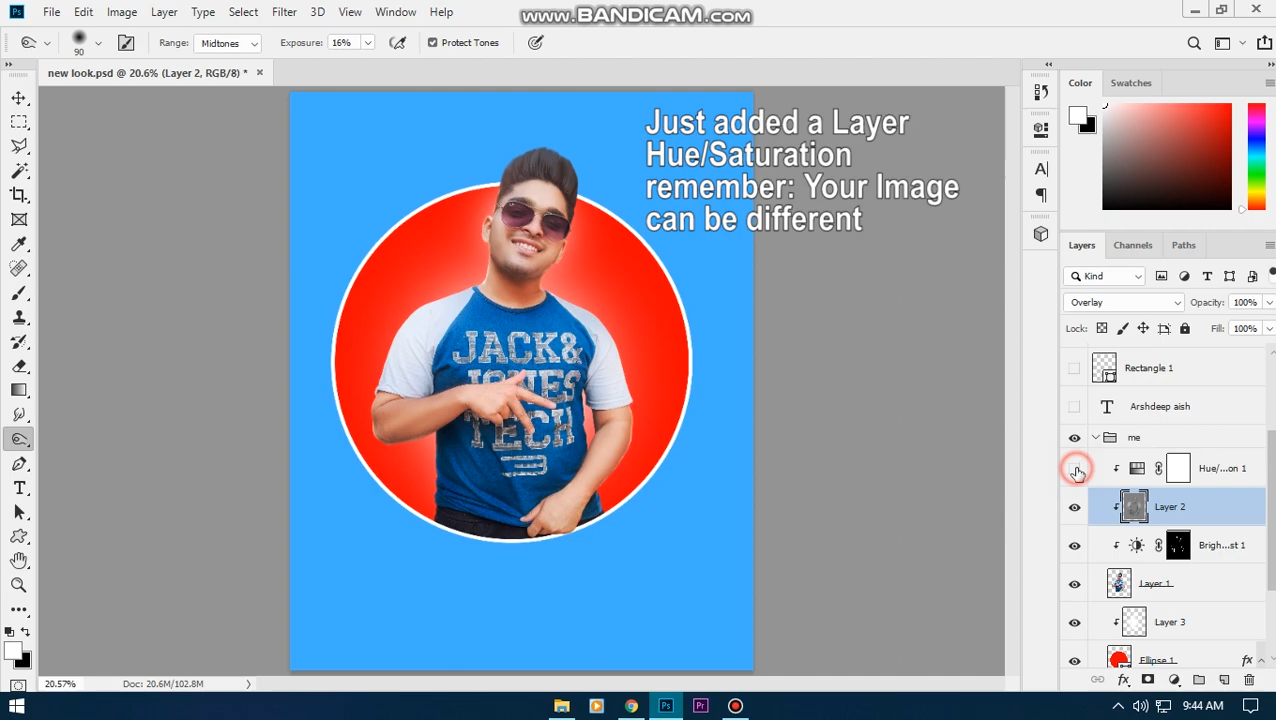 File Edit Image Layer Type Select Filter 3D View Window Help
www.BANDICAM.com
90 Range: Midtones Exposure: 16% Protect Tones
new look.psd @ 20.6% (Layer 2, RGB/8) *
Color Swatches
Just added a Layer
Hue/Saturation
remember: Your Image
can be different
JACK&
JONES
TECH
Layers Channels Paths
Kind
Overlay Opacity: 100%
Lock: Fill: 100%
Rectangle 1
Arshdeep aish
me
Hue/...on 1
Layer 2
Brigh...st 1
Layer 1
Layer 3
Ellipse 1 fx
20.57% Doc: 20.6M/102.8M
9:44 AM